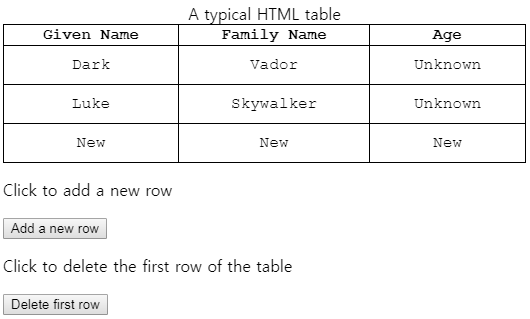 A typical HTML table
Given Name Family Name Age
Dark Vador Unknown
Luke Skywalker Unknown
New New New
Click to add a new row
Add a new row
Click to delete the first row of the table
Delete first row